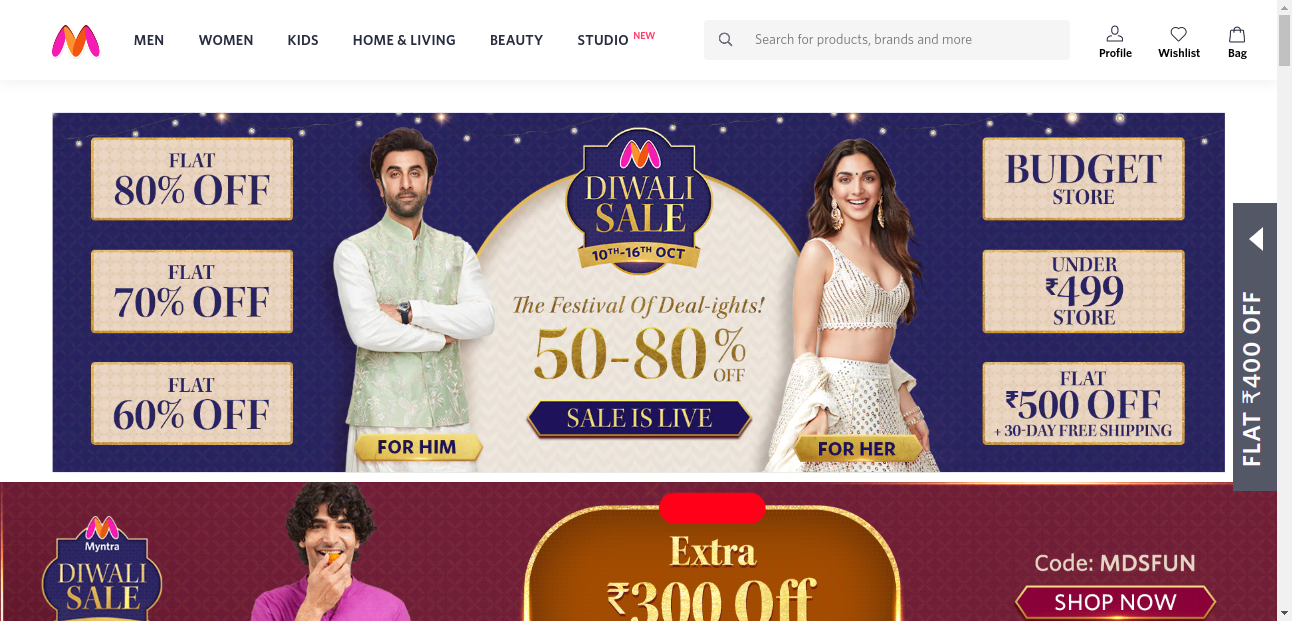 MEN
WOMEN
KIDS
HOME & LIVING
BEAUTY
STUDIO NEW
Search for products, brands and more
Profile
Wishlist
Bag
FLAT
80% OFF
FLAT
70% OFF
FLAT
60% OFF
FOR HIM
DIWALI
SALE
10TH-16TH OCT
The Festival Of Deal-ights!
50-80%
OFF
SALE IS LIVE
FOR HER
BUDGET
STORE
UNDER
₹499
STORE
FLAT
₹500 OFF
+ 30-DAY FREE SHIPPING
FLAT ₹400 OFF
Myntra
DIWALI
SALE
Extra
₹300 Off
Code: MDSFUN
SHOP NOW